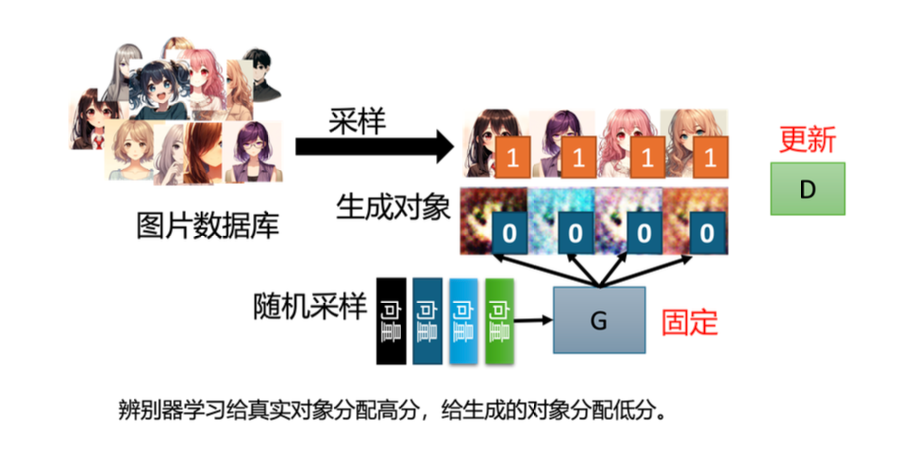 采样
1 1 1 1
更新
D
生成对象
0 0 0 0
图片数据库
随机采样
向量 向量 向量 向量
G
固定
辨别器学习给真实对象分配高分，给生成的对象分配低分。